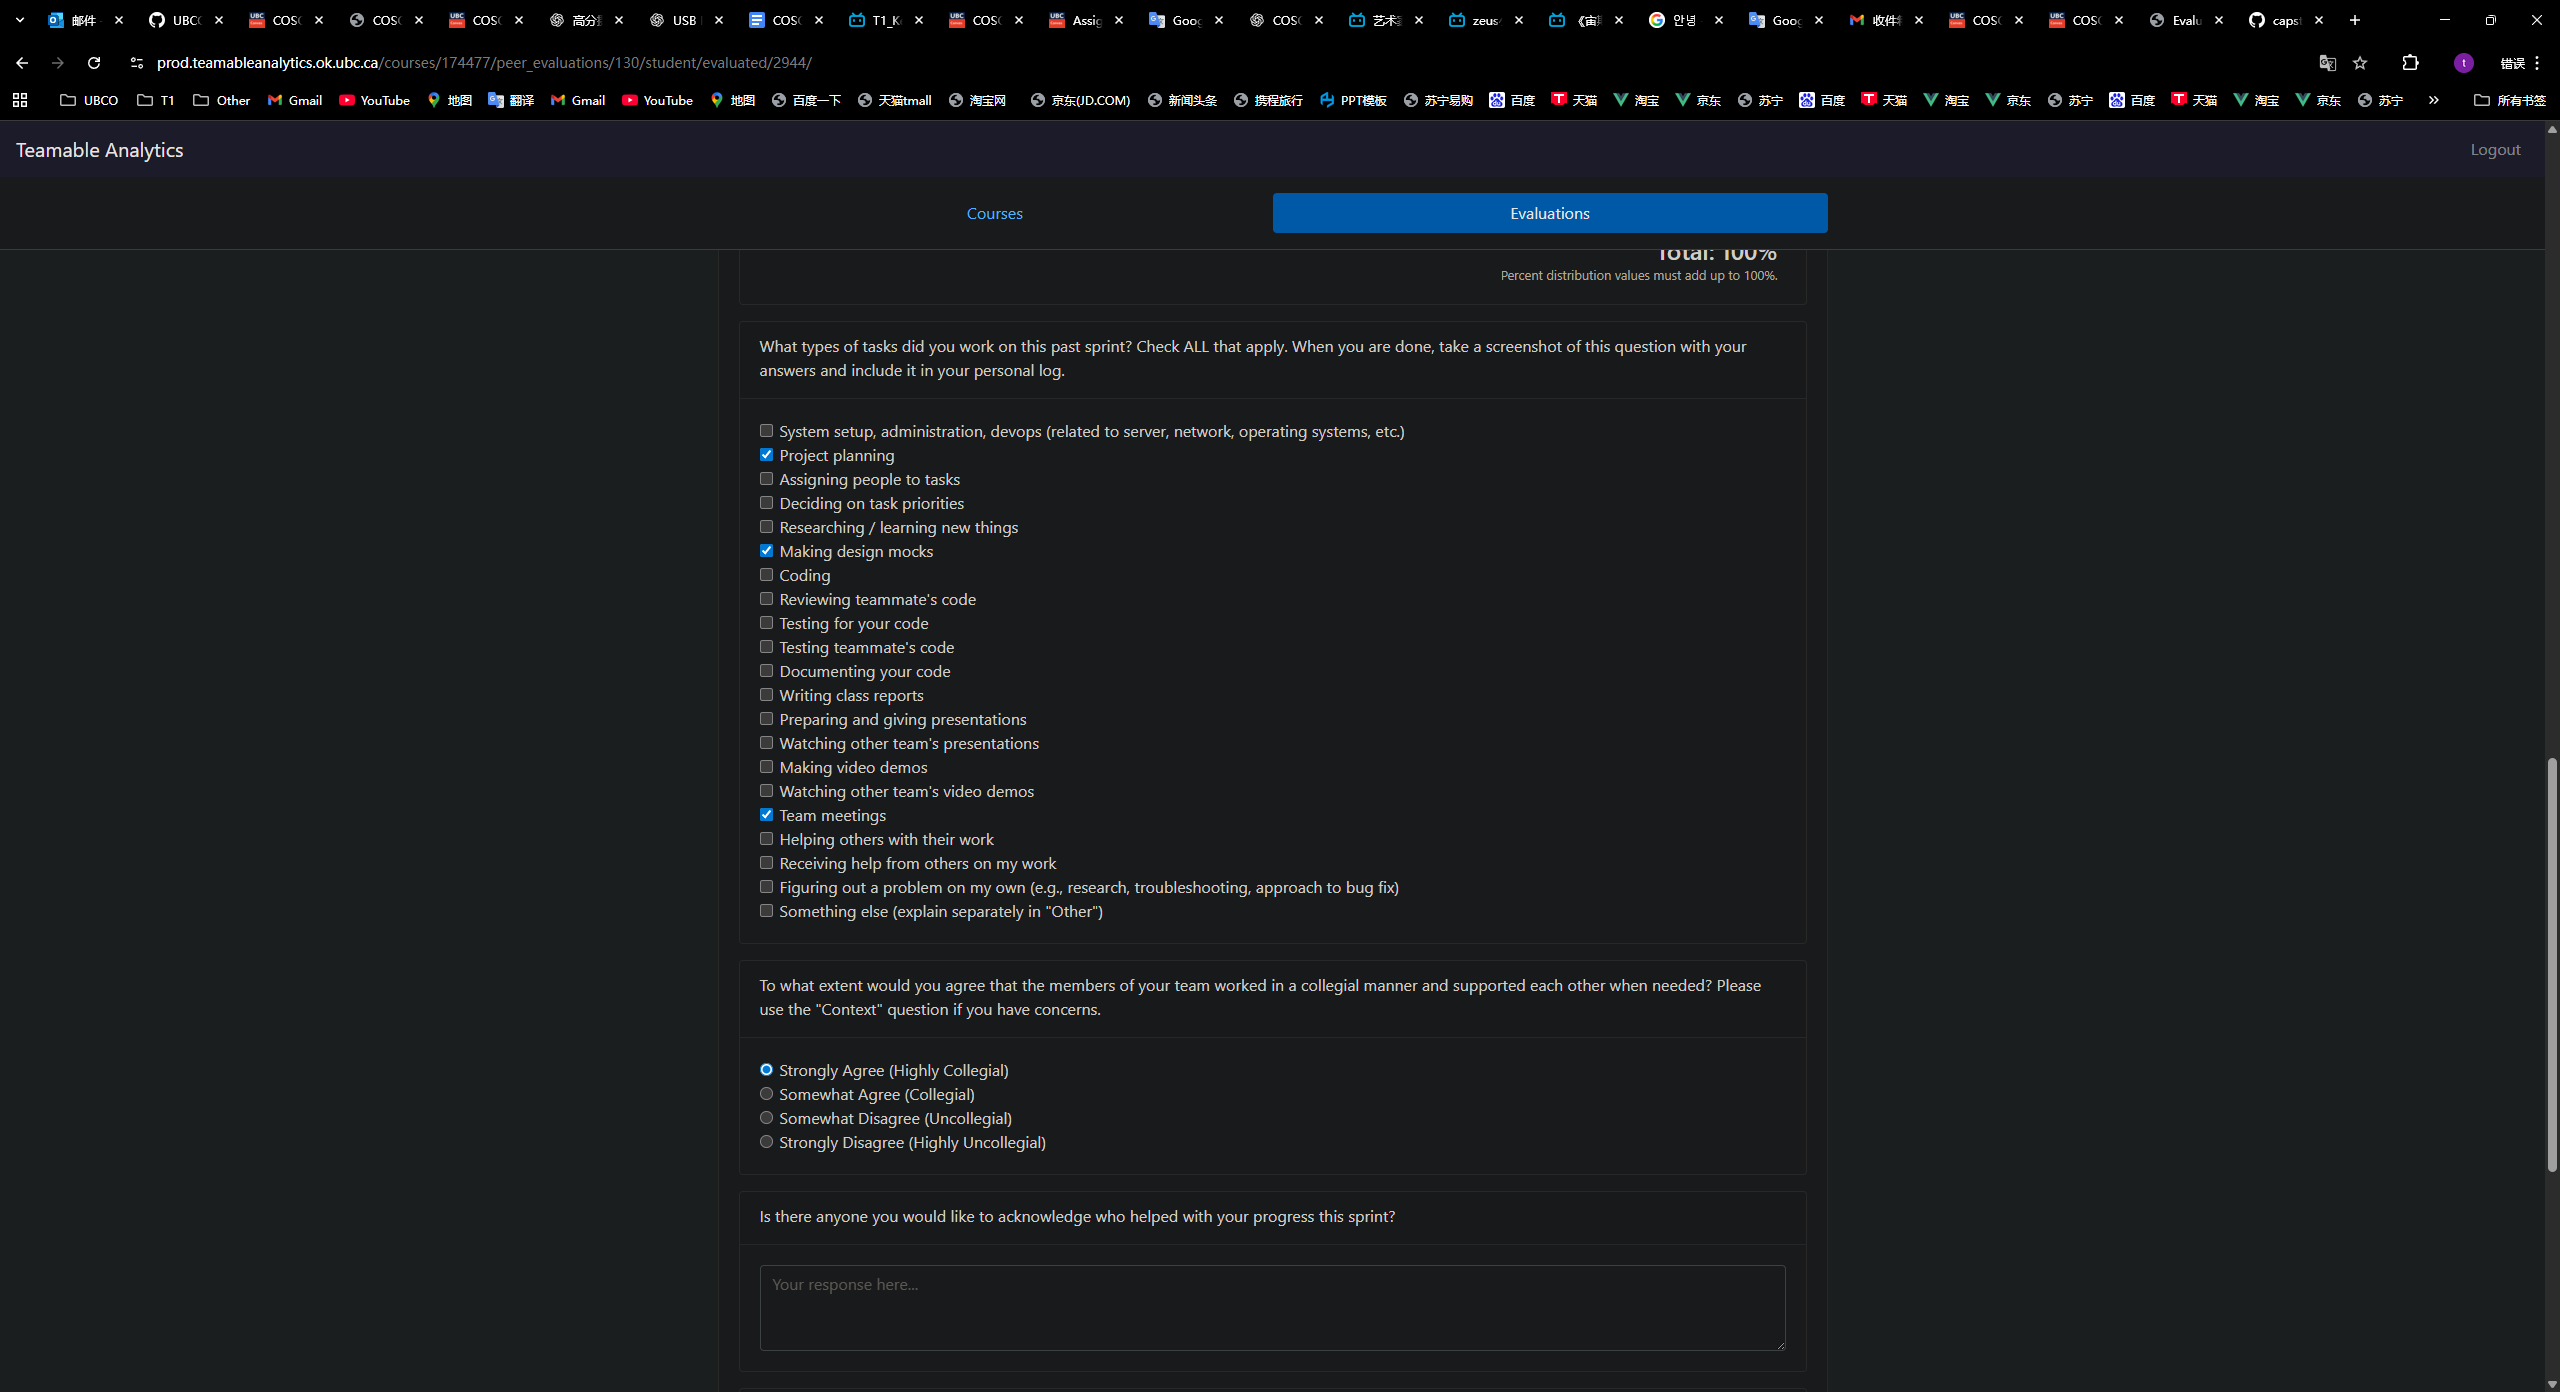 邮件 UBC COSC COSC COSC 高分 USB COSC T1_K COSC Assig Goog COSC 艺术 zeus 《宙 안녕 Goog 收件 COSC COSC Evalu caps
prod.teamableanalytics.ok.ubc.ca/courses/174477/peer_evaluations/130/student/evaluated/2944/ t 错误
UBCO T1 Other Gmail YouTube 地图 翻译 Gmail YouTube 地图 百度一下 天猫tmall 淘宝网 京东(JD.COM) 新闻头条 携程旅行 PPT模板 苏宁易购 百度 天猫 淘宝 京东 苏宁 百度 天猫 淘宝 京东 苏宁 百度 天猫 淘宝 京东 苏宁 » 所有书签
Teamable Analytics Logout
Courses Evaluations
Total: 100%
Percent distribution values must add up to 100%.
What types of tasks did you work on this past sprint? Check ALL that apply. When you are done, take a screenshot of this question with your
answers and include it in your personal log.
System setup, administration, devops (related to server, network, operating systems, etc.)
Project planning
Assigning people to tasks
Deciding on task priorities
Researching / learning new things
Making design mocks
Coding
Reviewing teammate's code
Testing for your code
Testing teammate's code
Documenting your code
Writing class reports
Preparing and giving presentations
Watching other team's presentations
Making video demos
Watching other team's video demos
Team meetings
Helping others with their work
Receiving help from others on my work
Figuring out a problem on my own (e.g., research, troubleshooting, approach to bug fix)
Something else (explain separately in "Other")
To what extent would you agree that the members of your team worked in a collegial manner and supported each other when needed? Please
use the "Context" question if you have concerns.
Strongly Agree (Highly Collegial)
Somewhat Agree (Collegial)
Somewhat Disagree (Uncollegial)
Strongly Disagree (Highly Uncollegial)
Is there anyone you would like to acknowledge who helped with your progress this sprint?
Your response here...